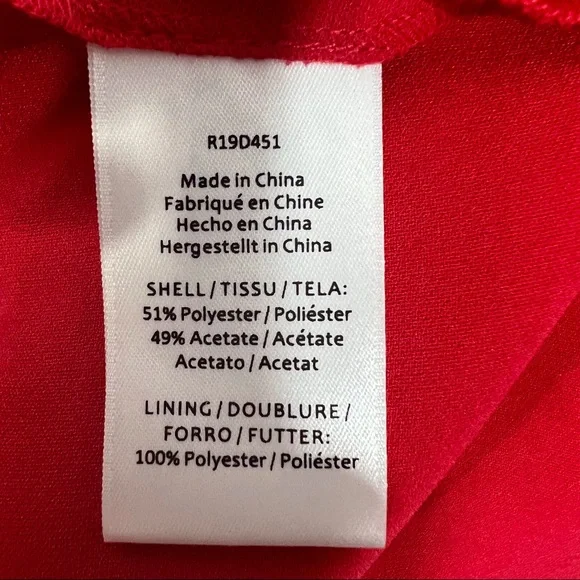 R19D451
Made in China
Fabriqué en Chine
Hecho en China
Hergestellt in China
SHELL/TISSU/TELA:
51% Polyester/Poliéster
49% Acetate/Acétate
Acetato/Acetat
LINING/DOUBLURE/
FORRO/FUTTER:
100% Polyester/Poliéster